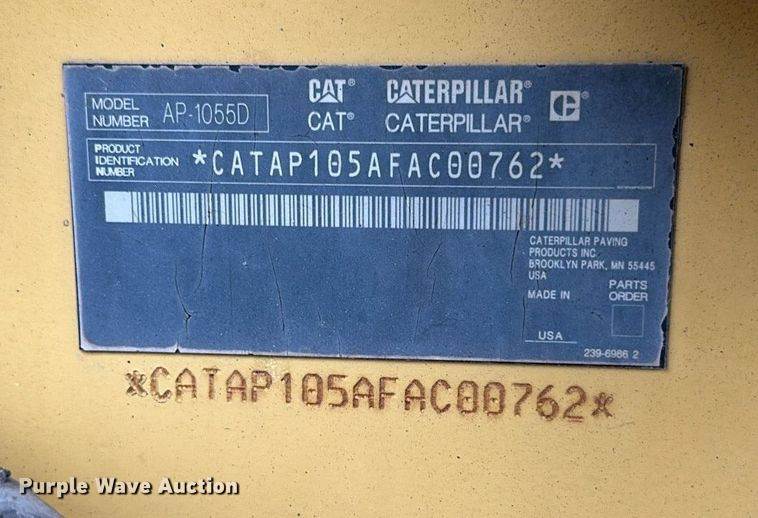 MODEL
NUMBER AP-1055D
CAT® CATERPILLAR®
CAT® CATERPILLAR®
PRODUCT
IDENTIFICATION
NUMBER
*CATAP105AFAC00762*
CATERPILLAR PAVING
PRODUCTS INC.
BROOKLYN PARK, MN 55445
USA
MADE IN
USA
PARTS
ORDER
239-6986 2
*CATAP105AFAC00762*
Purple Wave Auction